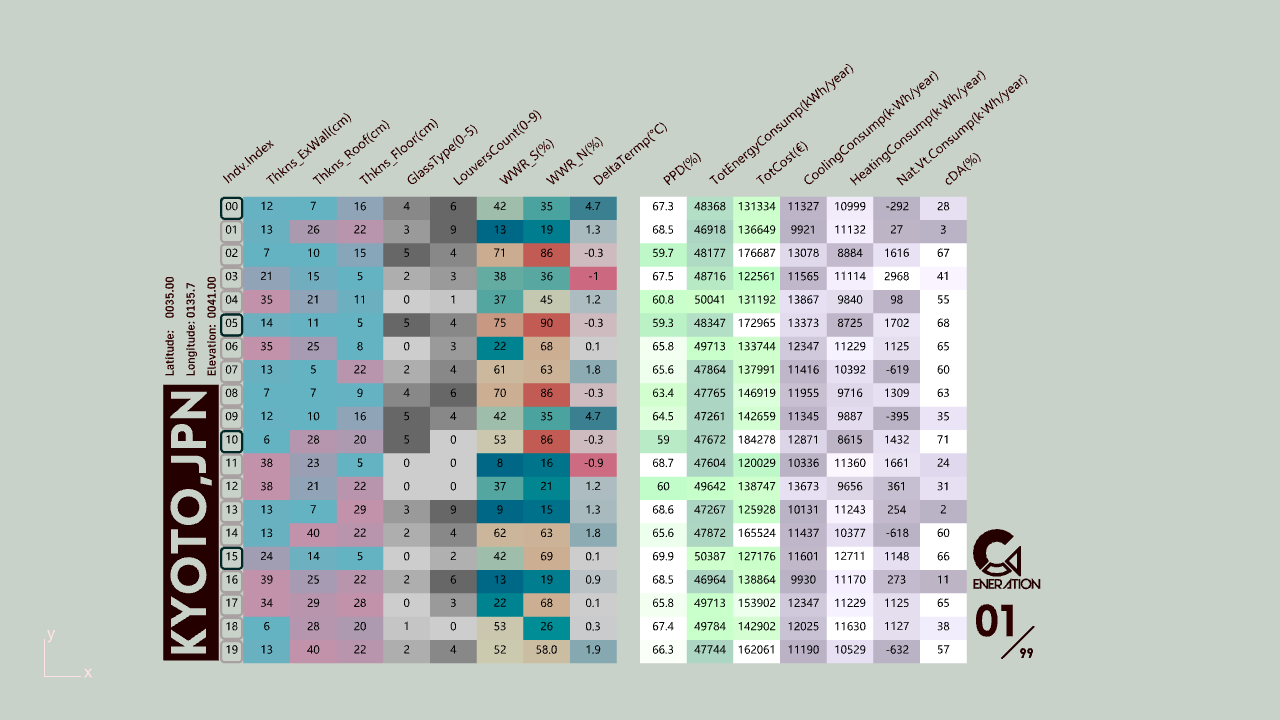 Indv.Index Thkns_ExWall(cm) Thkns_Roof(cm) Thkns_Floor(cm) GlassType(0-5) LouversCount(0-9) WWR_S(%) WWR_N(%) DeltaTermp(°C) PPD(%) TotEnergyConsump(kWh/year) TotCost(€) CoolingConsump(k·Wh/year) HeatingConsump(k·Wh/year) Nat.Vt.Consump(k·Wh/year) cDA(%)
00 12 7 16 4 6 42 35 4.7 67.3 48368 131334 11327 10999 -292 28
01 13 26 22 3 9 13 19 1.3 68.5 46918 136649 9921 11132 27 3
02 7 10 15 5 4 71 86 -0.3 59.7 48177 176687 13078 8884 1616 67
03 21 15 5 2 3 38 36 -1 67.5 48716 122561 11565 11114 2968 41
04 35 21 11 0 1 37 45 1.2 60.8 50041 131192 13867 9840 98 55
05 14 11 5 5 4 75 90 -0.3 59.3 48347 172965 13373 8725 1702 68
06 35 25 8 0 3 22 68 0.1 65.8 49713 133744 12347 11229 1125 65
07 13 5 22 2 4 61 63 1.8 65.6 47864 137991 11416 10392 -619 60
08 7 7 9 4 6 70 86 -0.3 63.4 47765 146919 11955 9716 1309 63
09 12 10 16 5 4 42 35 4.7 64.5 47261 142659 11345 9887 -395 35
10 6 28 20 5 0 53 86 -0.3 59 47672 184278 12871 8615 1432 71
11 38 23 5 0 0 8 16 -0.9 68.7 47604 120029 10336 11360 1661 24
12 38 21 22 0 0 37 21 1.2 60 49642 138747 13673 9656 361 31
13 13 7 29 3 9 9 15 1.3 68.6 47267 125928 10131 11243 254 2
14 13 40 22 2 4 62 63 1.8 65.6 47872 165524 11437 10377 -618 60
15 24 14 5 0 2 42 69 0.1 69.9 50387 127176 11601 12711 1148 66
16 39 25 22 2 6 13 19 0.9 68.5 46964 138864 9930 11170 273 11
17 34 29 28 0 3 22 68 0.1 65.8 49713 153902 12347 11229 1125 65
18 6 28 20 1 0 53 26 0.3 67.4 49784 142902 12025 11630 1127 38
19 13 40 22 2 4 52 58.0 1.9 66.3 47744 162061 11190 10529 -632 57
Latitude: 0035.00
Longitude: 0135.7
Elevation: 0041.00
KYOTO,JPN
G
ENERATION
01/99
y
x